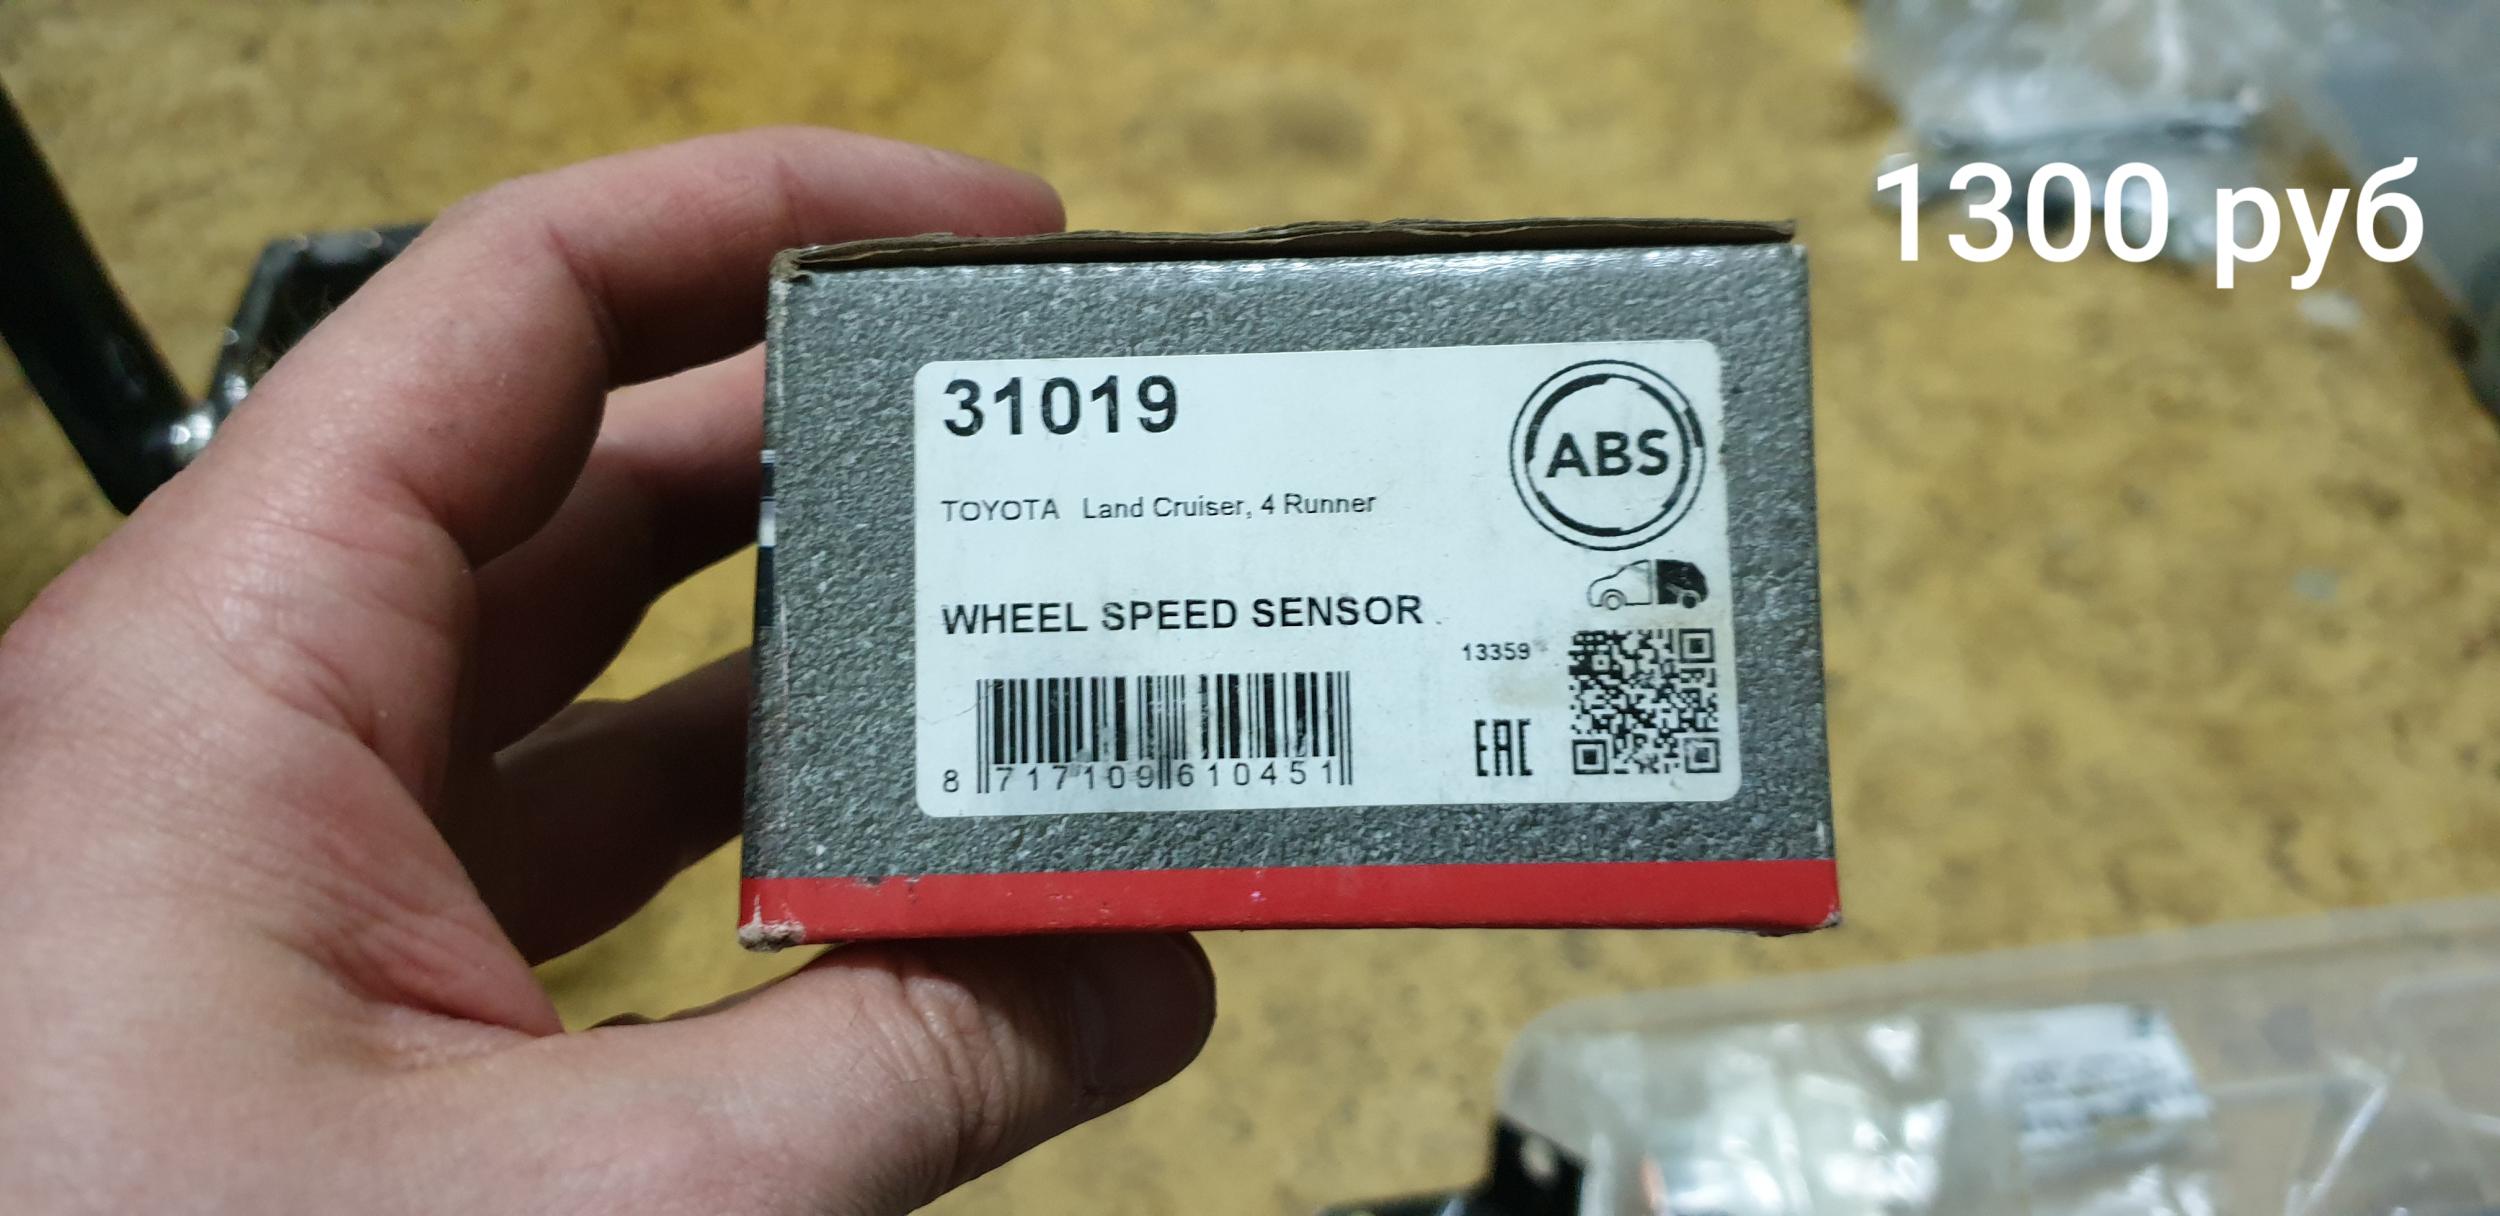 1300 руб
31019
ABS
TOYOTA Land Cruiser, 4 Runner
WHEEL SPEED SENSOR
13359
EAC
8 717109 610451